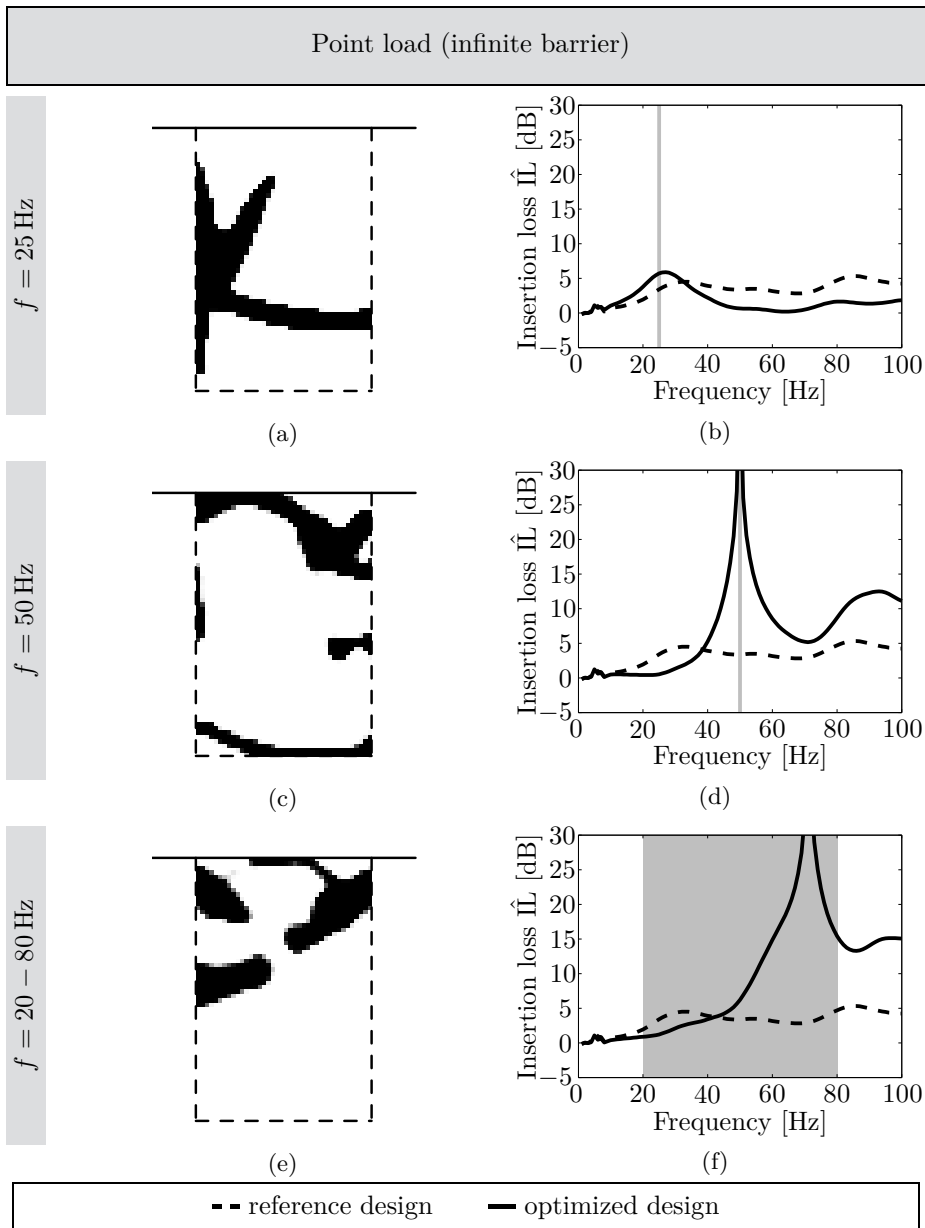 Point load (infinite barrier)
f = 25 Hz
(a)
30
25
20
15
10
5
0
−5
0 20 40 60 80 100
Frequency [Hz]
Insertion loss ÎL [dB]
(b)
f = 50 Hz
(c)
30
25
20
15
10
5
0
−5
0 20 40 60 80 100
Frequency [Hz]
Insertion loss ÎL [dB]
(d)
f = 20 − 80 Hz
(e)
30
25
20
15
10
5
0
−5
0 20 40 60 80 100
Frequency [Hz]
Insertion loss ÎL [dB]
(f)
reference design optimized design